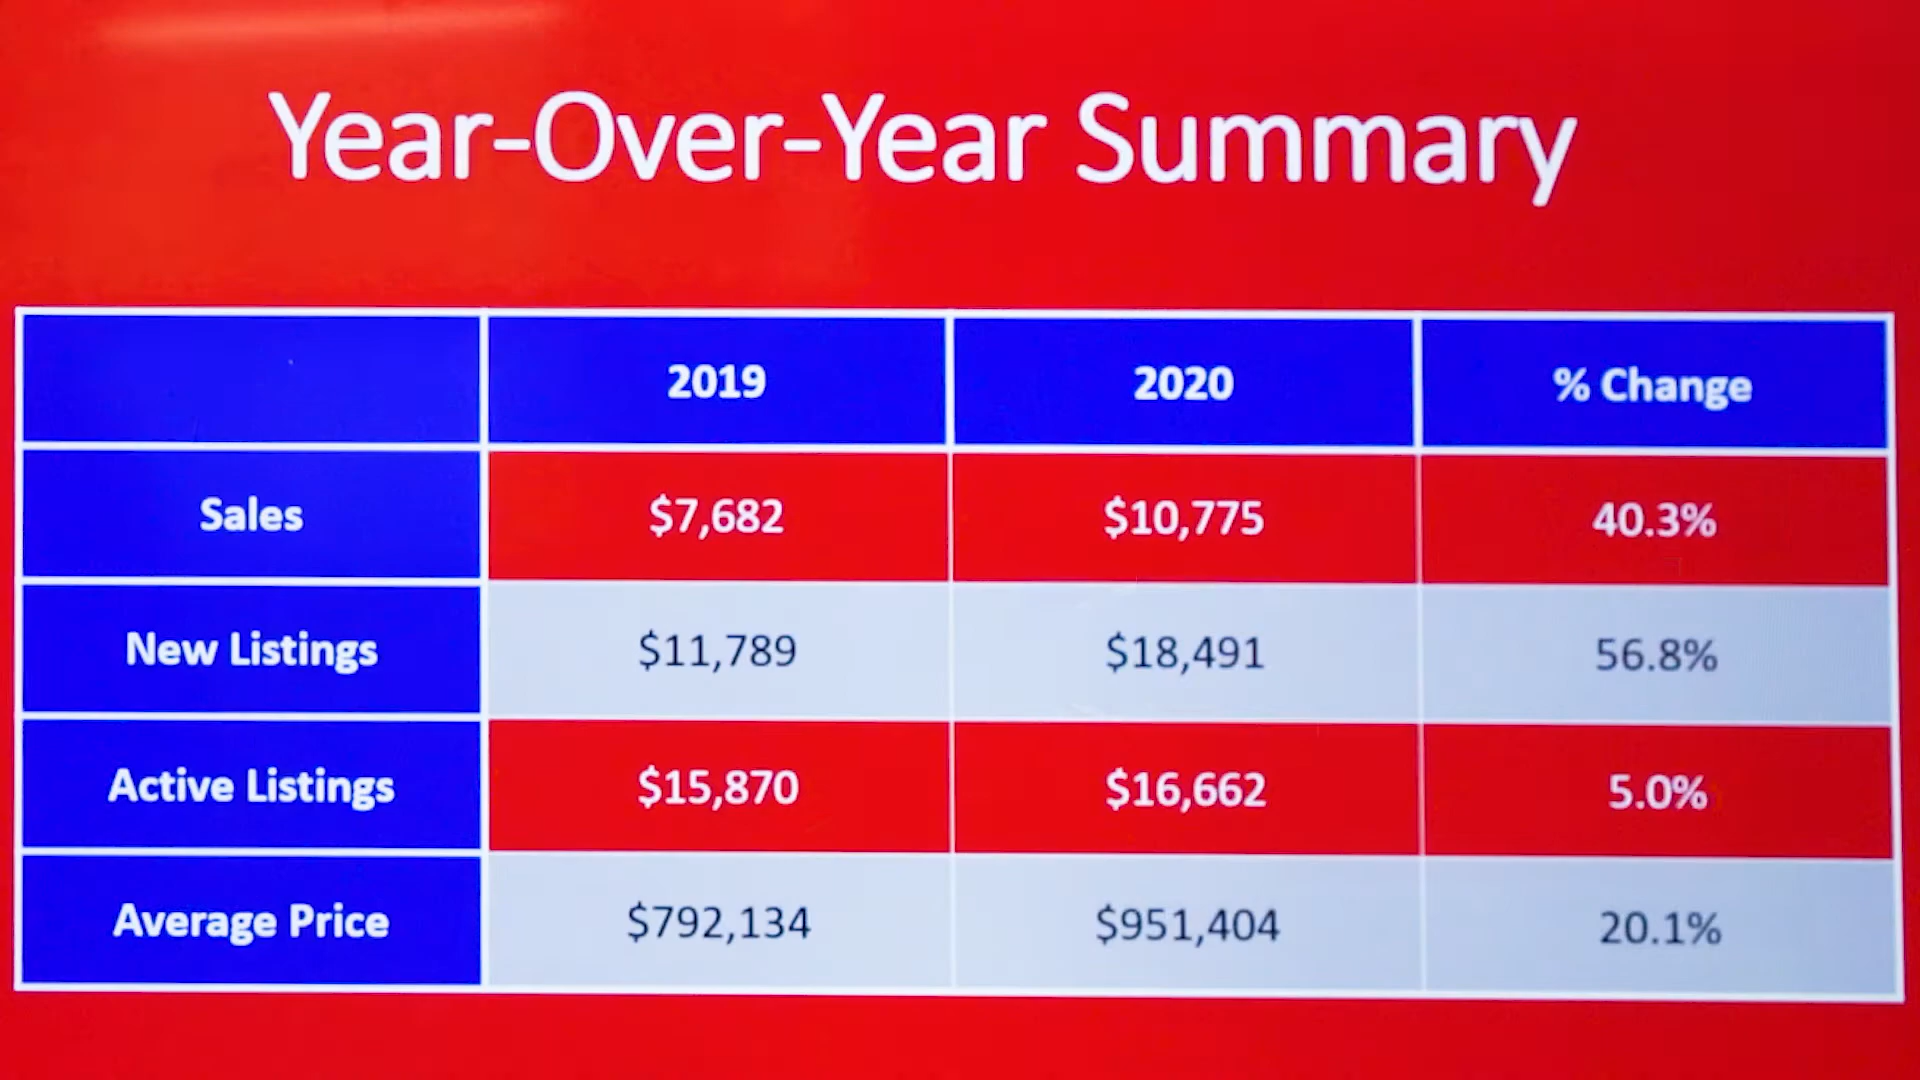 Year-Over-Year Summary
2019 2020 % Change
Sales $7,682 $10,775 40.3%
New Listings $11,789 $18,491 56.8%
Active Listings $15,870 $16,662 5.0%
Average Price $792,134 $951,404 20.1%